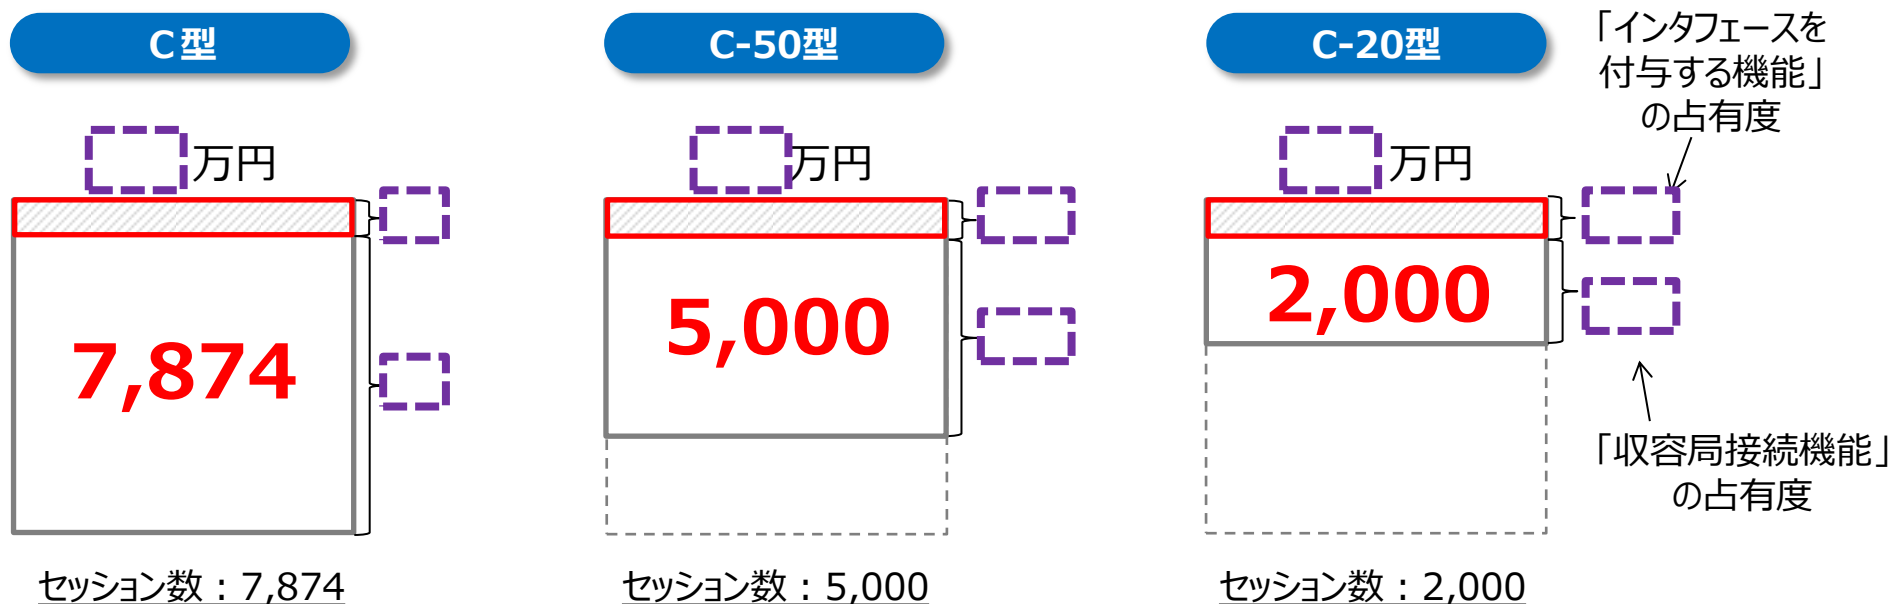 C型
C-50型
C-20型
「インタフェースを
付与する機能」
の占有度
万円
万円
万円
7,874
5,000
2,000
「収容局接続機能」
の占有度
セッション数：7,874
セッション数：5,000
セッション数：2,000